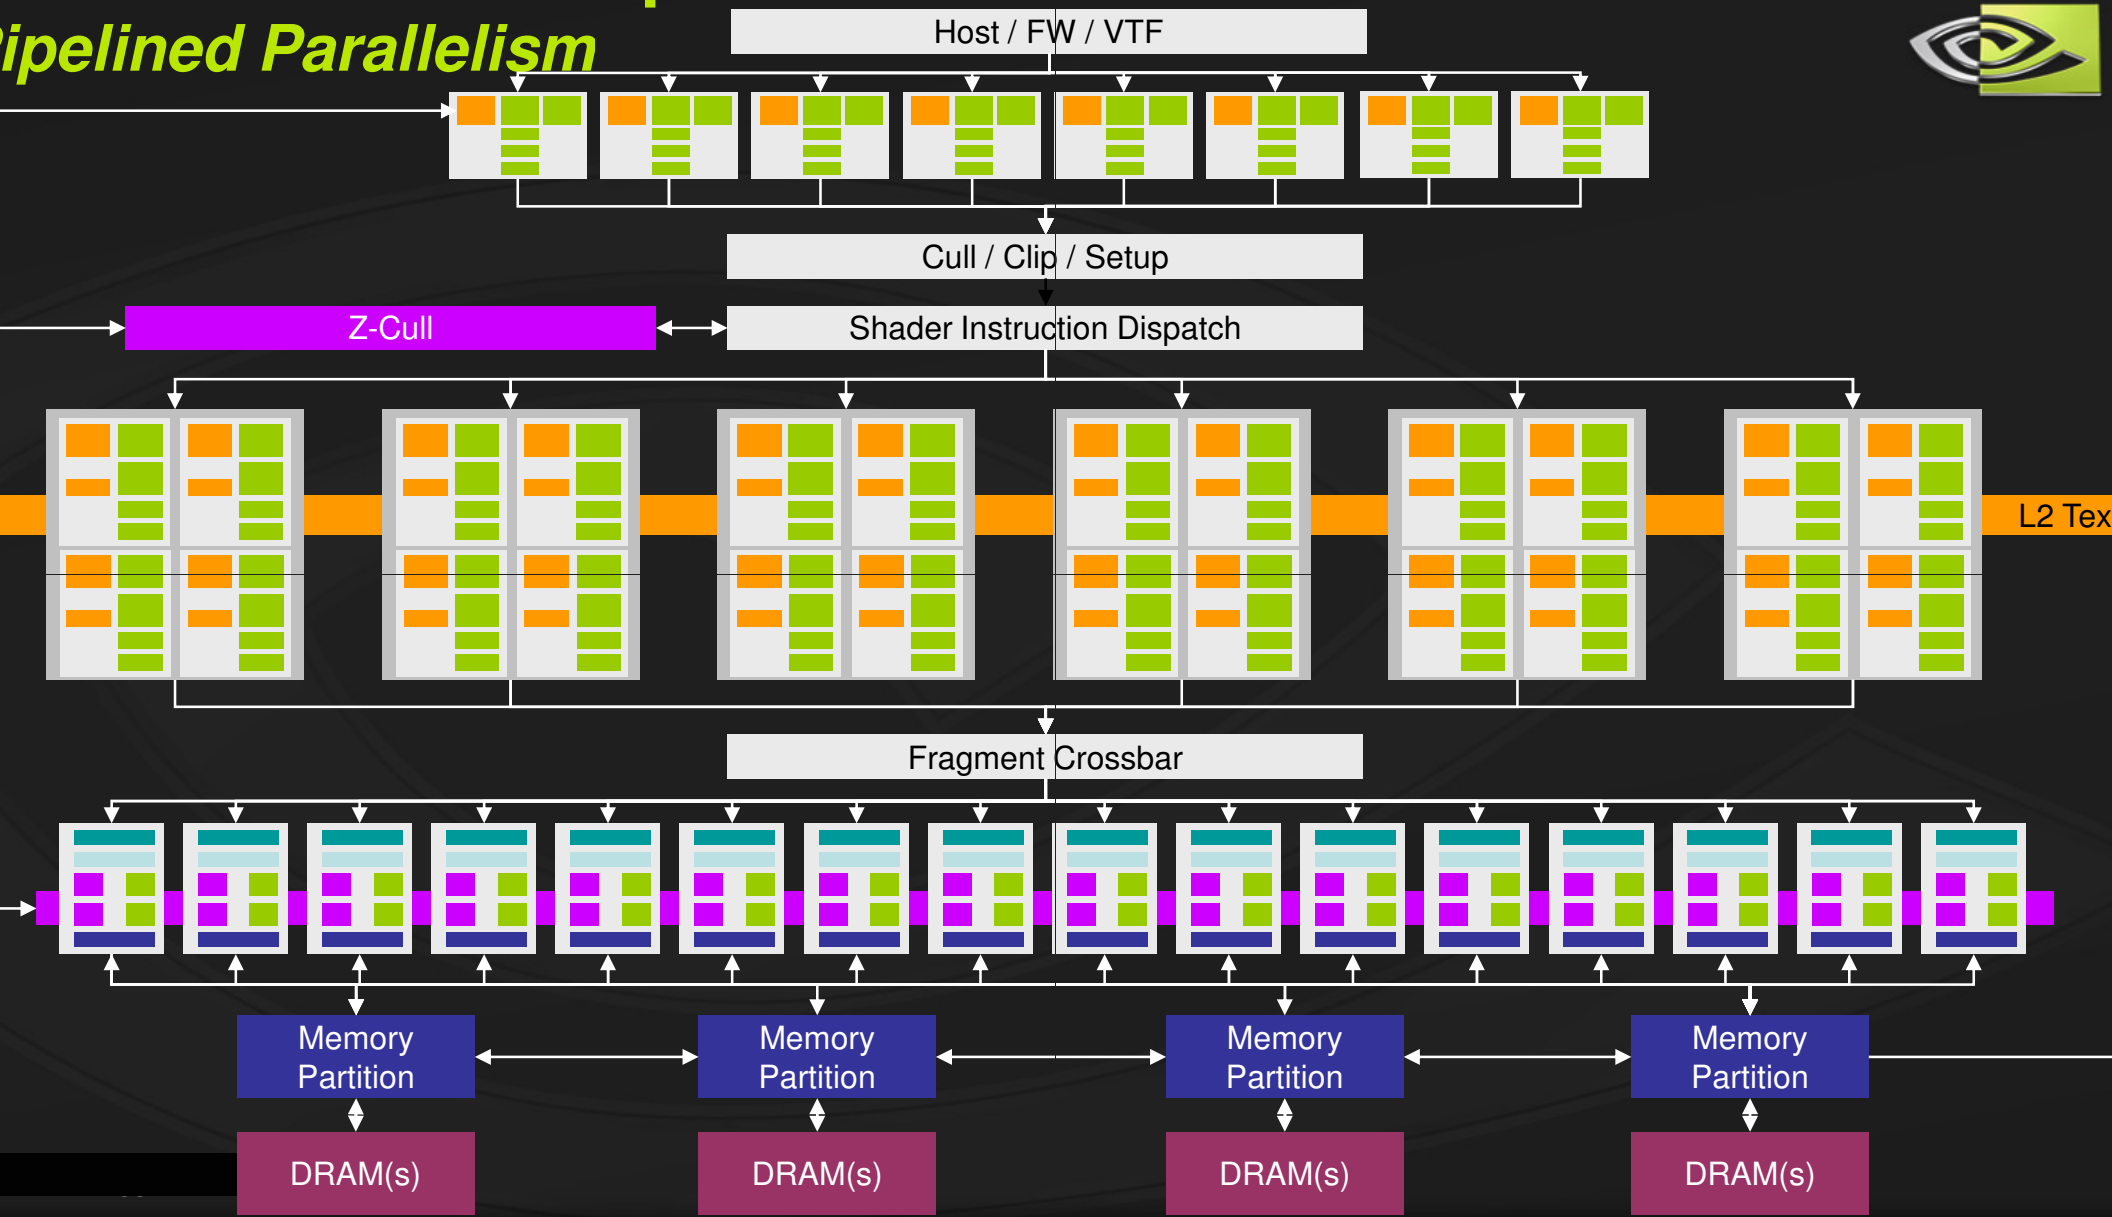 ipelined Parallelism
Host / FW / VTF
Cull / Clip / Setup
Z-Cull
Shader Instruction Dispatch
L2 Tex
Fragment Crossbar
Memory
Partition
Memory
Partition
Memory
Partition
Memory
Partition
DRAM(s)
DRAM(s)
DRAM(s)
DRAM(s)